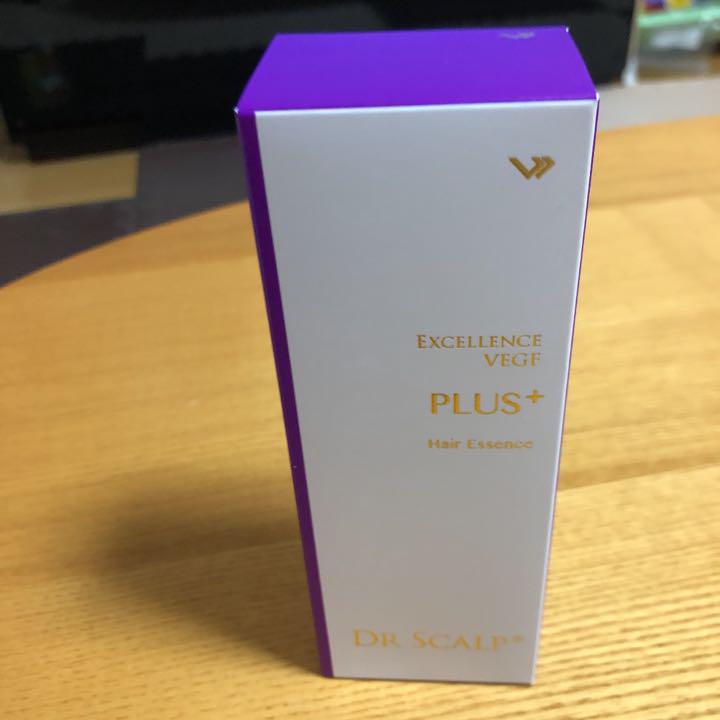 EXCELLENCE
VEGF
PLUS+
Hair Essence
DR SCALP®